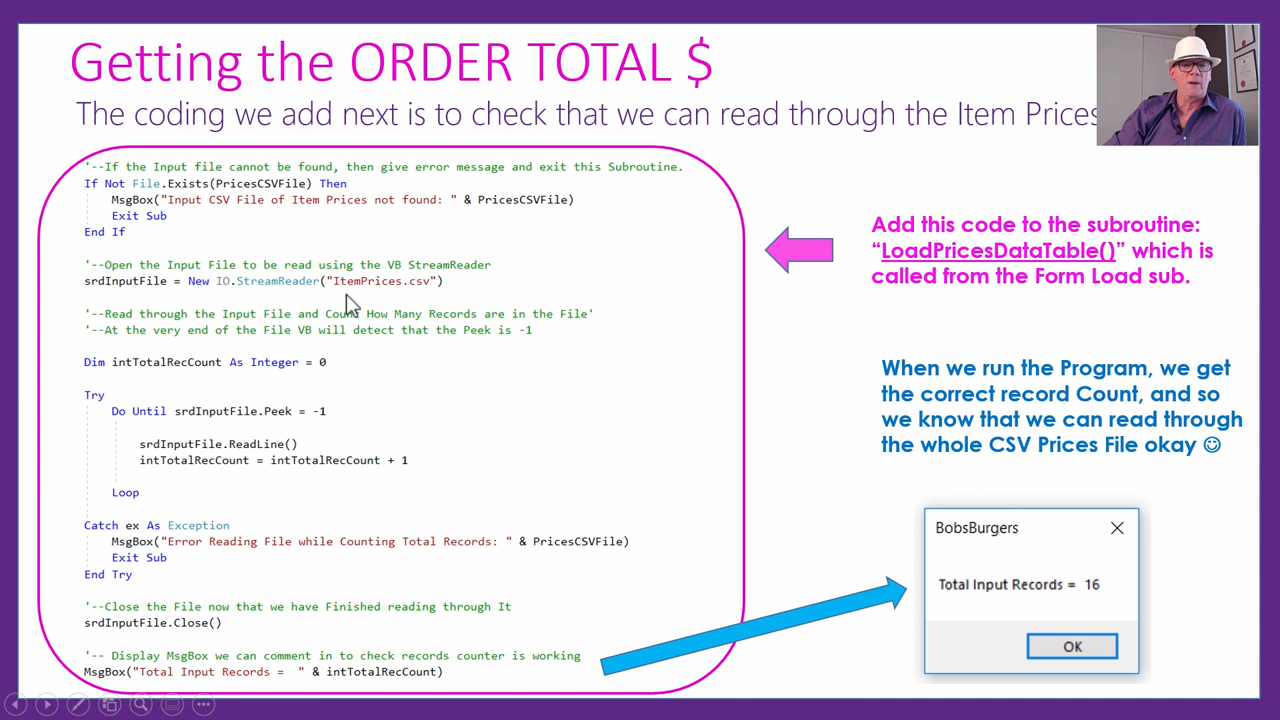 Getting the ORDER TOTAL $
The coding we add next is to check that we can read through the Item Prices
'--If the Input file cannot be found, then give error message and exit this Subroutine.
If Not File.Exists(PricesCSVFile) Then
MsgBox("Input CSV File of Item Prices not found: " & PricesCSVFile)
Exit Sub
End If
'--Open the Input File to be read using the VB StreamReader
srdInputFile = New IO.StreamReader("ItemPrices.csv")
'--Read through the Input File and Count How Many Records are in the File'
'--At the very end of the File VB will detect that the Peek is -1
Dim intTotalRecCount As Integer = 0
Try
Do Until srdInputFile.Peek = -1
srdInputFile.ReadLine()
intTotalRecCount = intTotalRecCount + 1
Loop
Catch ex As Exception
MsgBox("Error Reading File while Counting Total Records: " & PricesCSVFile)
Exit Sub
End Try
'--Close the File now that we have Finished reading through It
srdInputFile.Close()
'-- Display MsgBox we can comment in to check records counter is working
MsgBox("Total Input Records =  " & intTotalRecCount)
Add this code to the subroutine:
“LoadPricesDataTable()” which is
called from the Form Load sub.
When we run the Program, we get
the correct record Count, and so
we know that we can read through
the whole CSV Prices File okay ☺
BobsBurgers
Total Input Records =  16
OK